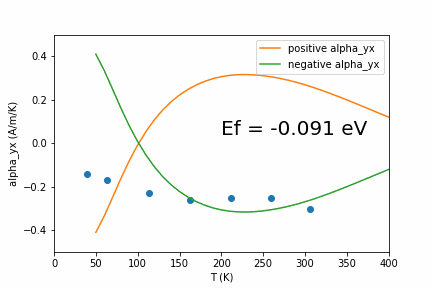 positive alpha_yx
negative alpha_yx
Ef = -0.091 eV
alpha_yx (A/m/K)
0.4
0.2
0.0
−0.2
−0.4
0 50 100 150 200 250 300 350 400
T (K)